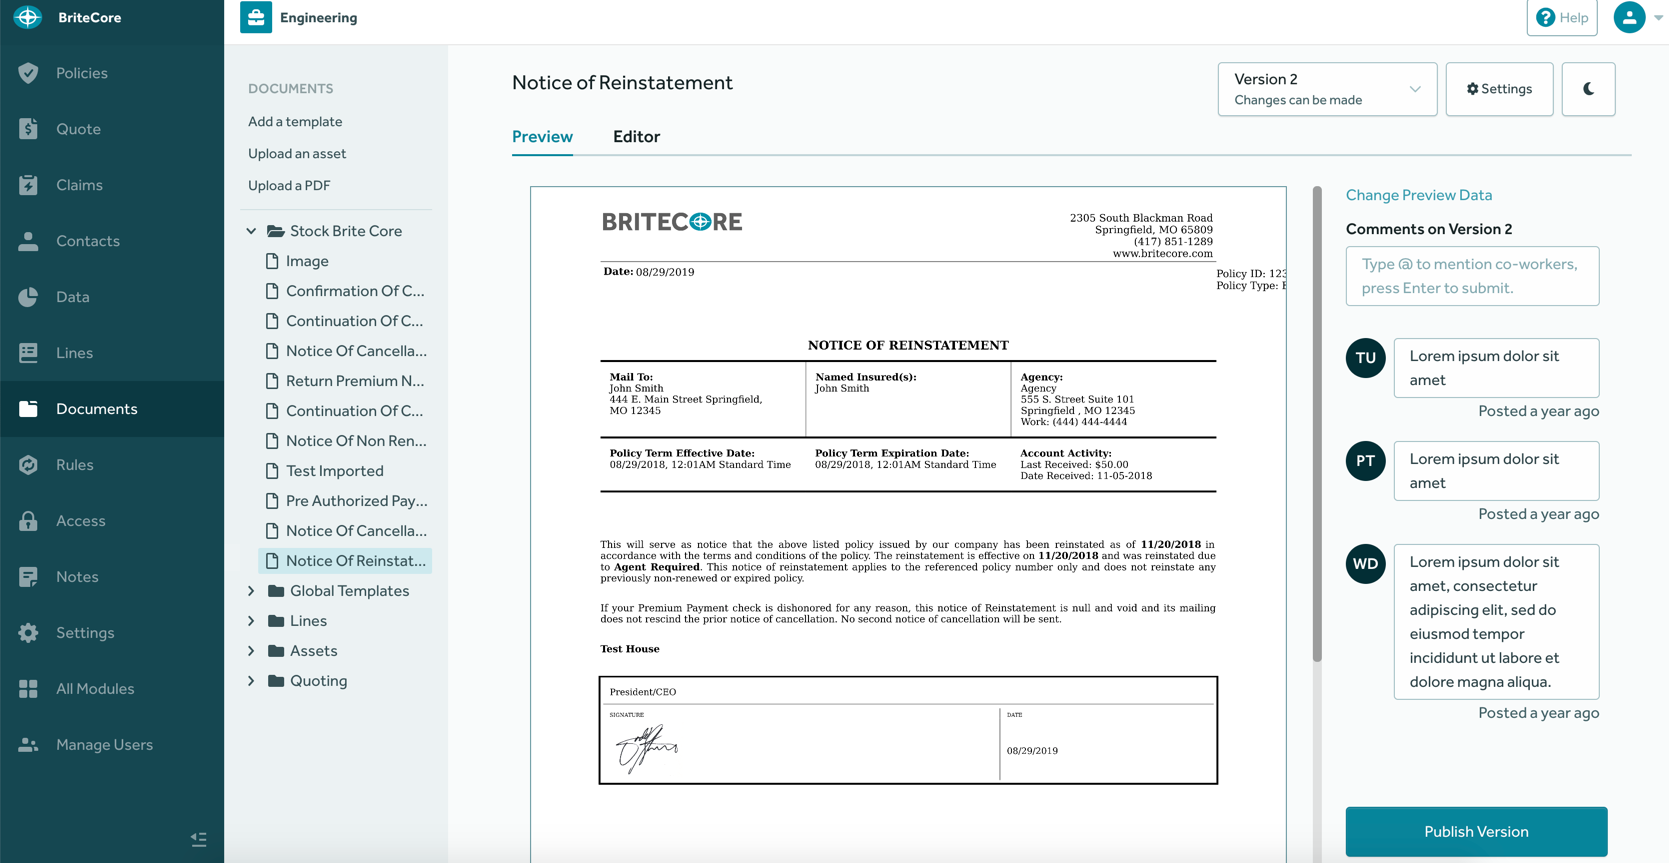 BriteCore
Policies
Quote
Claims
Contacts
Data
Lines
Documents
Rules
Access
Notes
Settings
All Modules
Manage Users
Engineering
Help
DOCUMENTS
Add a template
Upload an asset
Upload a PDF
Stock Brite Core
Image
Confirmation Of C...
Continuation Of C...
Notice Of Cancella...
Return Premium N...
Continuation Of C...
Notice Of Non Ren...
Test Imported
Pre Authorized Pay...
Notice Of Cancella...
Notice Of Reinstat...
Global Templates
Lines
Assets
Quoting
Notice of Reinstatement
Version 2
Changes can be made
Settings
Preview
Editor
BRITECORE
2305 South Blackman Road
Springfield, MO 65809
(417) 851-1289
www.britecore.com
Date: 08/29/2019
Policy ID: 123
Policy Type:
NOTICE OF REINSTATEMENT
Mail To:
John Smith
444 E. Main Street Springfield,
MO 12345
Named Insured(s):
John Smith
Agency:
Agency
555 S. Street Suite 101
Springfield , MO 12345
Work: (444) 444-4444
Policy Term Effective Date:
08/29/2018, 12:01AM Standard Time
Policy Term Expiration Date:
08/29/2018, 12:01AM Standard Time
Account Activity:
Last Received: $50.00
Date Received: 11-05-2018
This will serve as notice that the above listed policy issued by our company has been reinstated as of 11/20/2018 in
accordance with the terms and conditions of the policy. The reinstatement is effective on 11/20/2018 and was reinstated due
to Agent Required. This notice of reinstatement applies to the referenced policy number only and does not reinstate any
previously non-renewed or expired policy.
If your Premium Payment check is dishonored for any reason, this notice of Reinstatement is null and void and its mailing
does not rescind the prior notice of cancellation. No second notice of cancellation will be sent.
Test House
President/CEO
SIGNATURE
DATE
08/29/2019
Change Preview Data
Comments on Version 2
Type @ to mention co-workers,
press Enter to submit.
TU
Lorem ipsum dolor sit
amet
Posted a year ago
PT
Lorem ipsum dolor sit
amet
Posted a year ago
WD
Lorem ipsum dolor sit
amet, consectetur
adipiscing elit, sed do
eiusmod tempor
incididunt ut labore et
dolore magna aliqua.
Posted a year ago
Publish Version